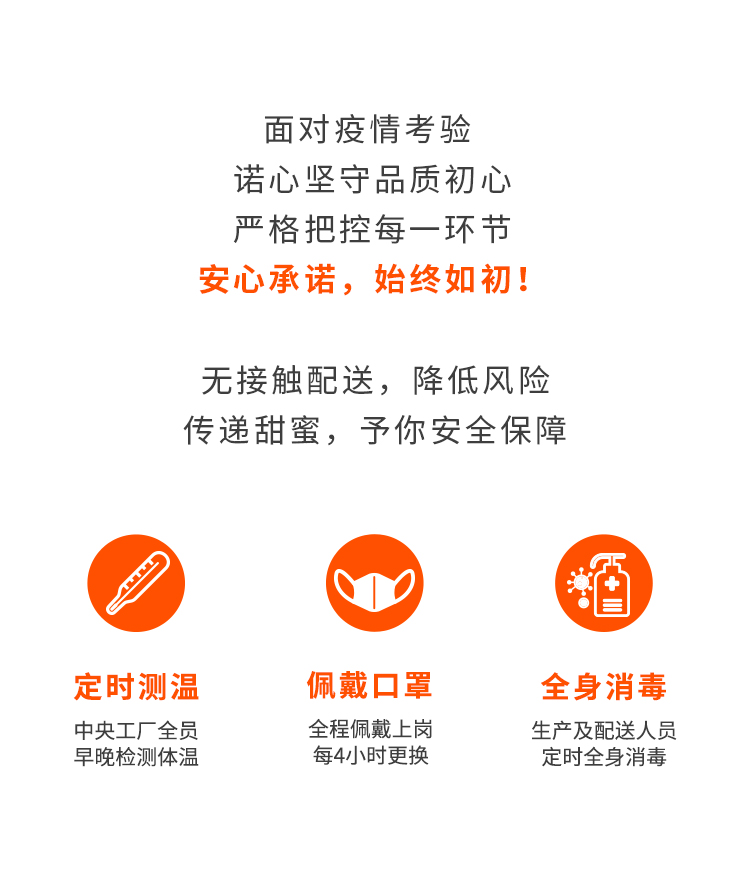 面对疫情考验
诺心坚守品质初心
严格把控每一环节
安心承诺，始终如初！
无接触配送，降低风险
传递甜蜜，予你安全保障
定时测温
中央工厂全员
早晚检测体温
佩戴口罩
全程佩戴上岗
每4小时更换
全身消毒
生产及配送人员
定时全身消毒